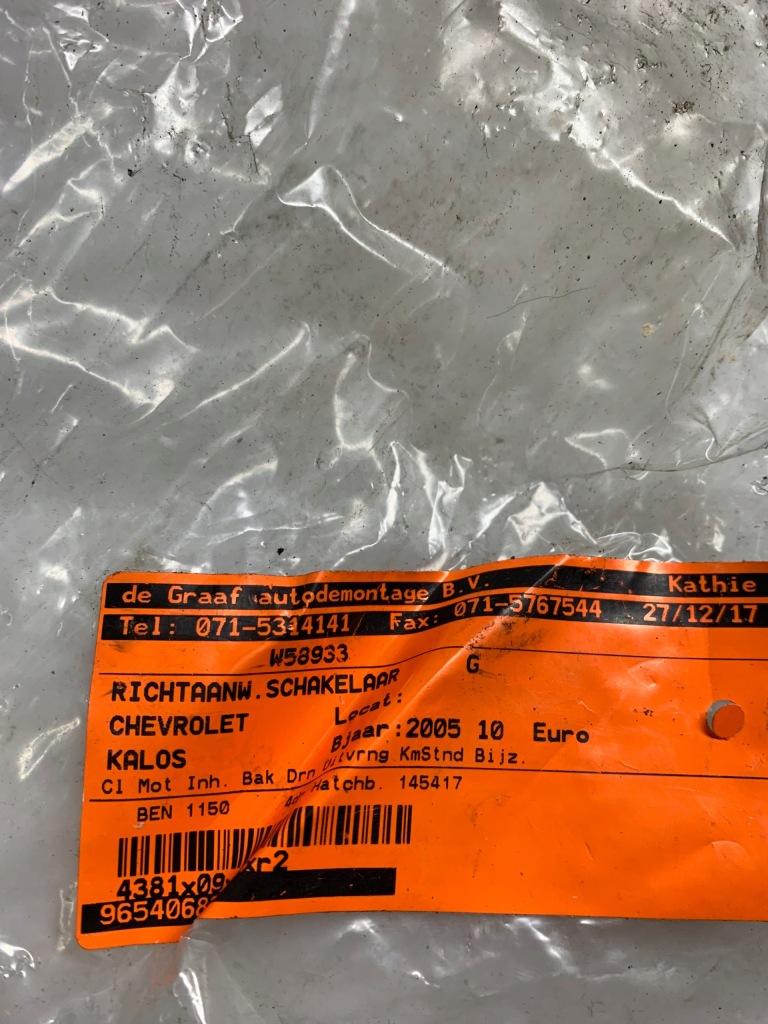 de Graaf autodemontage B.V. Kathie
Tel: 071-5314141 Fax: 071-5767544 27/12/17
W58933 G
RICHTAANW.SCHAKELAAR
CHEVROLET Locat:
KALOS Bjaar:2005 10 Euro
Cl Mot Inh. Bak Drn Uitvrng KmStnd Bijz.
BEN 1150 4dr Hatchb. 145417